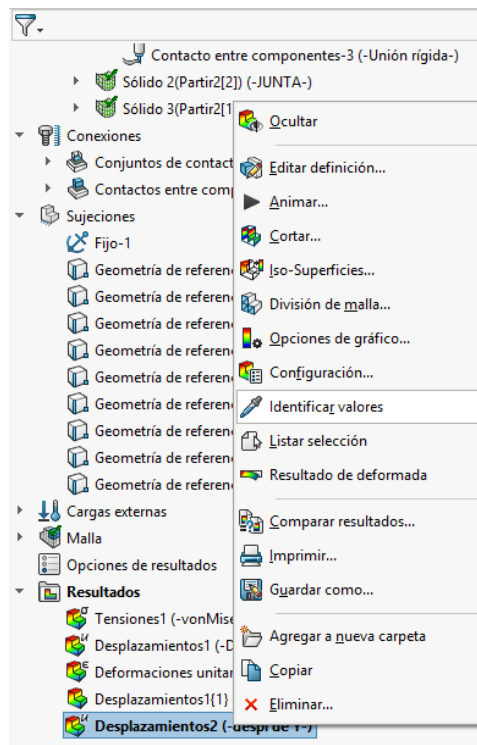 Contacto entre componentes-3 (-Unión rígida-)
Sólido 2(Partir2[2]) (-JUNTA-)
Sólido 3(Partir2[1
Conexiones
Conjuntos de contact
Contactos entre comp
Sujeciones
Fijo-1
Geometría de referen
Geometría de referen
Geometría de referen
Geometría de referen
Geometría de referen
Geometría de referen
Geometría de referen
Geometría de referen
Geometría de referen
Cargas externas
Malla
Opciones de resultados
Resultados
Tensiones1 (-vonMise
Desplazamientos1 (-D
Deformaciones unitar
Desplazamientos1{1}
Desplazamientos2 (-despl de Y-)
Ocultar
Editar definición...
Animar...
Cortar...
Iso-Superficies...
División de malla...
Opciones de gráfico...
Configuración...
Identificar valores
Listar selección
Resultado de deformada
Comparar resultados...
Imprimir...
Guardar como...
Agregar a nueva carpeta
Copiar
Eliminar...